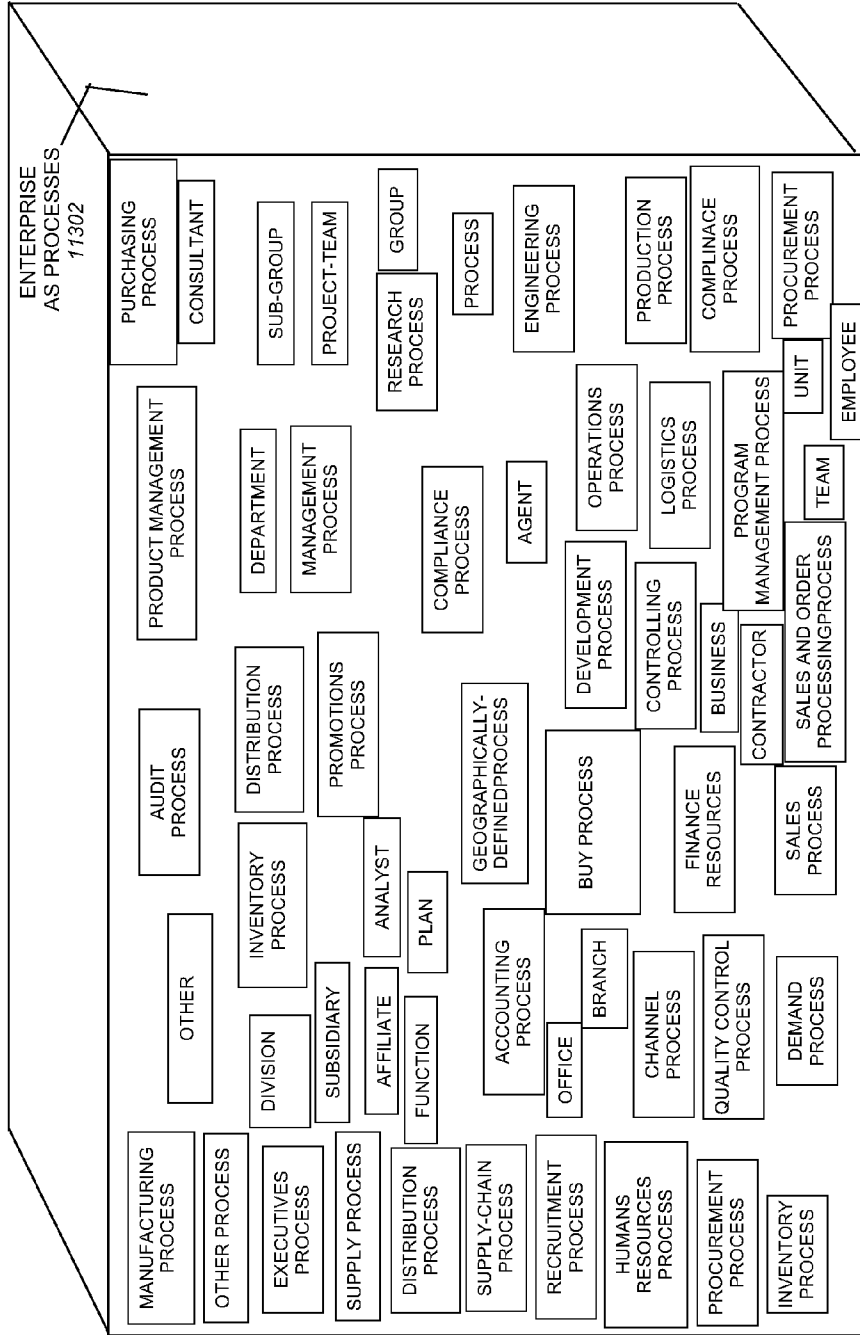 ENTERPRISE
AS PROCESSES
11302
MANUFACTURING
PROCESS
OTHER
AUDIT
PROCESS
PRODUCT MANAGEMENT
PROCESS
PURCHASING
PROCESS
OTHER PROCESS
CONSULTANT
DIVISION
INVENTORY
PROCESS
DISTRIBUTION
PROCESS
DEPARTMENT
SUB-GROUP
EXECUTIVES
PROCESS
SUBSIDIARY
PROMOTIONS
PROCESS
MANAGEMENT
PROCESS
PROJECT-TEAM
SUPPLY PROCESS
AFFILIATE
ANALYST
GROUP
DISTRIBUTION
PROCESS
FUNCTION
PLAN
RESEARCH
PROCESS
COMPLIANCE
PROCESS
PROCESS
SUPPLY-CHAIN
PROCESS
ACCOUNTING
PROCESS
GEOGRAPHICALLY-
DEFINEDPROCESS
AGENT
ENGINEERING
PROCESS
RECRUITMENT
PROCESS
OFFICE
BRANCH
BUY PROCESS
DEVELOPMENT
PROCESS
OPERATIONS
PROCESS
HUMANS
RESOURCES
PROCESS
CHANNEL
PROCESS
CONTROLLING
PROCESS
LOGISTICS
PROCESS
PRODUCTION
PROCESS
PROCUREMENT
PROCESS
QUALITY CONTROL
PROCESS
FINANCE
RESOURCES
BUSINESS
PROGRAM
MANAGEMENT PROCESS
COMPLINACE
PROCESS
CONTRACTOR
INVENTORY
PROCESS
DEMAND
PROCESS
SALES
PROCESS
SALES AND ORDER
PROCESSINGPROCESS
TEAM
UNIT
PROCUREMENT
PROCESS
EMPLOYEE